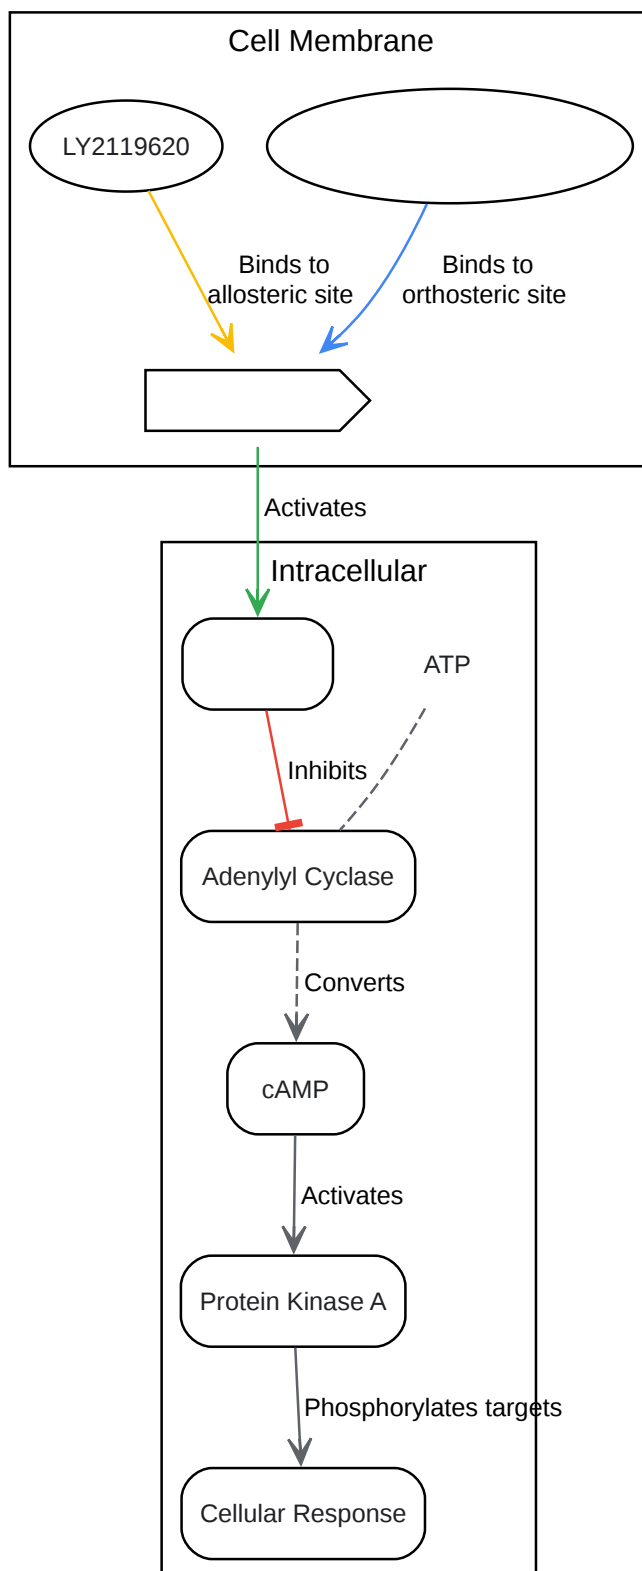 Cell Membrane
LY2119620
Binds to
allosteric site
Binds to
orthosteric site
Activates
Intracellular
ATP
Inhibits
Adenylyl Cyclase
Converts
cAMP
Activates
Protein Kinase A
Phosphorylates targets
Cellular Response